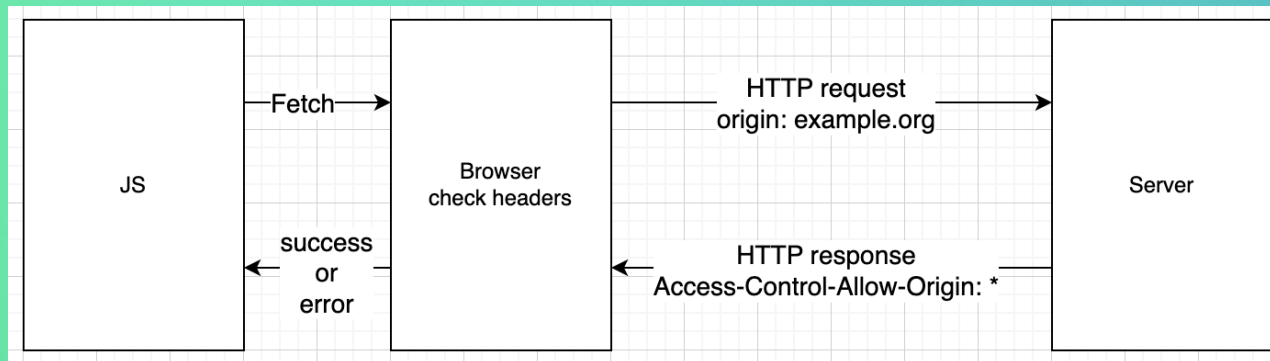 JS
Fetch
success
or
error
Browser
check headers
HTTP request
origin: example.org
HTTP response
Access-Control-Allow-Origin: *
Server